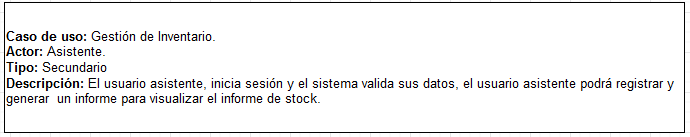 Caso de uso: Gestión de Inventario.
Actor: Asistente.
Tipo: Secundario
Descripción: El usuario asistente, inicia sesión y el sistema valida sus datos, el usuario asistente podrá registrar y
generar  un informe para visualizar el informe de stock.